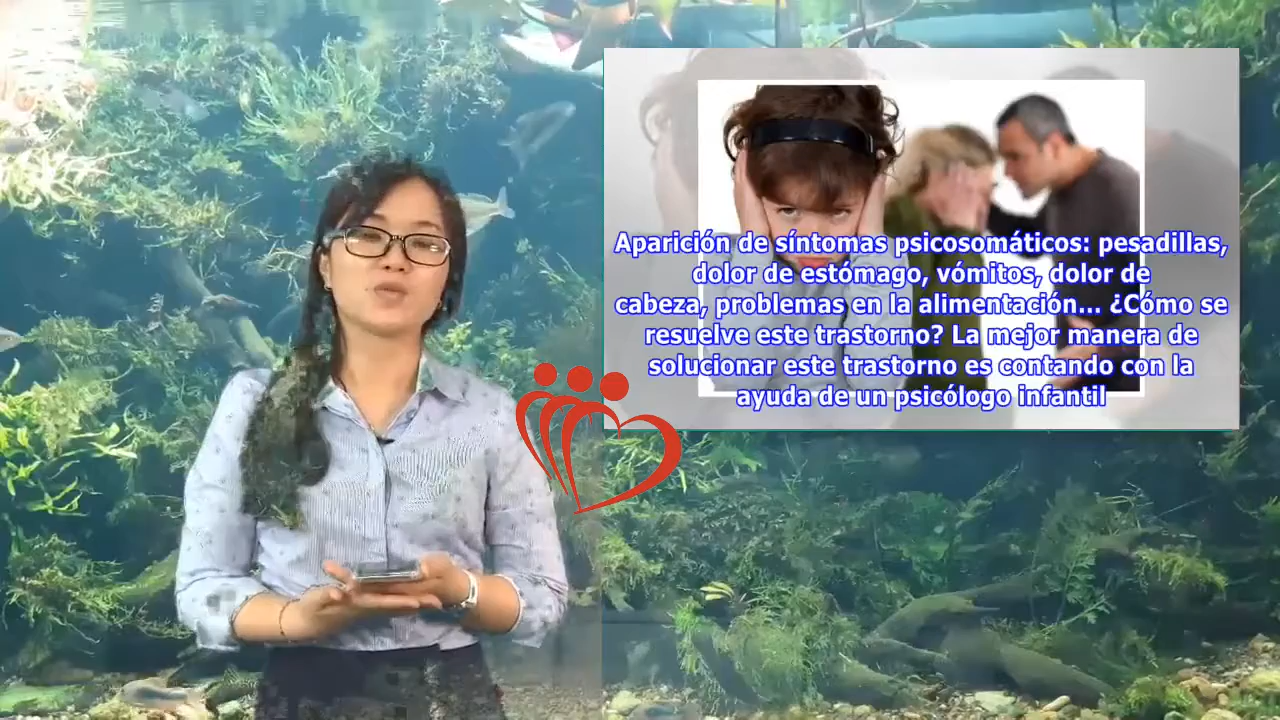 Aparición de síntomas psicosomáticos: pesadillas,
dolor de estómago, vómitos, dolor de
cabeza, problemas en la alimentación... ¿Cómo se
resuelve este trastorno? La mejor manera de
solucionar este trastorno es contando con la
ayuda de un psicólogo infantil